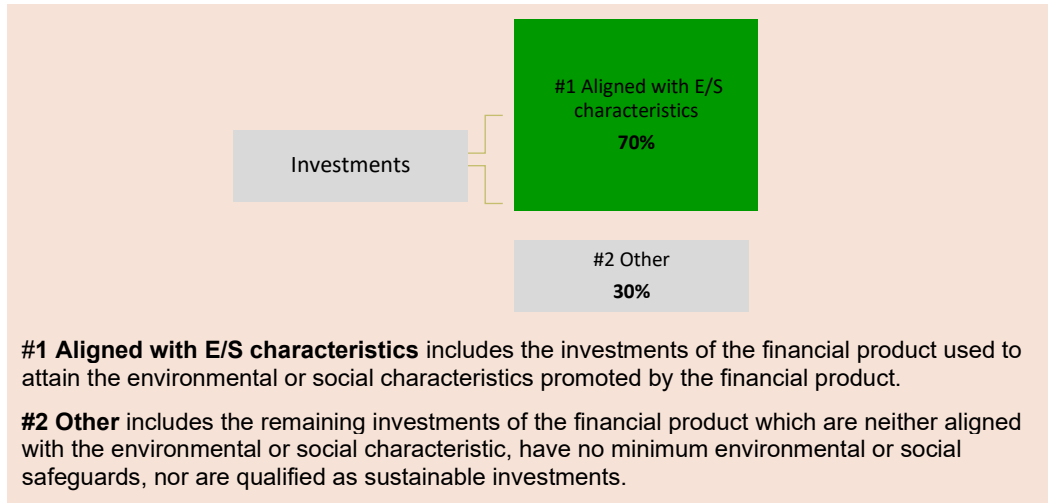 #1 Aligned with E/S
characteristics
70%
Investments
#2 Other
30%
#1 Aligned with E/S characteristics includes the investments of the financial product used to
attain the environmental or social characteristics promoted by the financial product.
#2 Other includes the remaining investments of the financial product which are neither aligned
with the environmental or social characteristic, have no minimum environmental or social
safeguards, nor are qualified as sustainable investments.